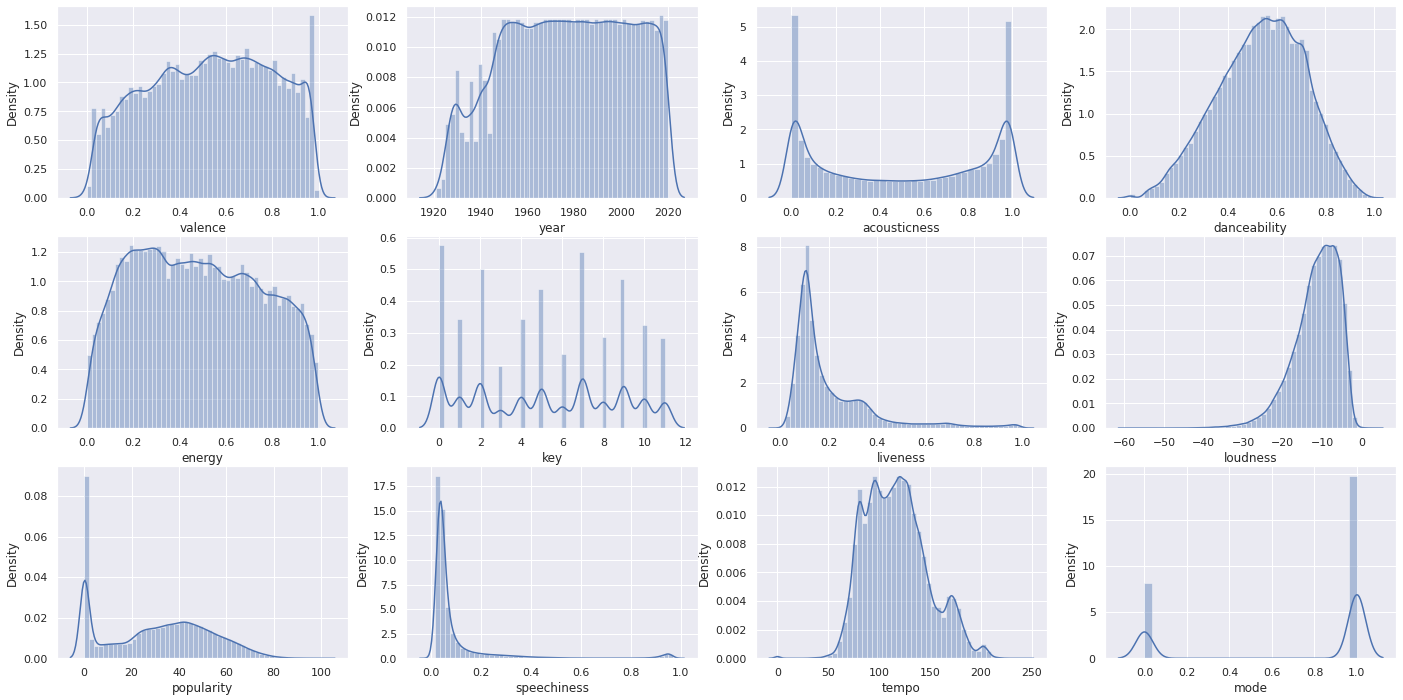 1.50
1.25
1.00
0.75
0.50
0.25
0.00
Density
0.0 0.2 0.4 0.6 0.8 1.0
valence
0.012
0.010
0.008
0.006
0.004
0.002
0.000
Density
1920 1940 1960 1980 2000 2020
year
5
4
3
2
1
0
Density
0.0 0.2 0.4 0.6 0.8 1.0
acousticness
2.0
1.5
1.0
0.5
0.0
Density
0.0 0.2 0.4 0.6 0.8 1.0
danceability
1.2
1.0
0.8
0.6
0.4
0.2
0.0
Density
0.0 0.2 0.4 0.6 0.8 1.0
energy
0.6
0.5
0.4
0.3
0.2
0.1
0.0
Density
0 2 4 6 8 10 12
key
8
6
4
2
0
Density
0.0 0.2 0.4 0.6 0.8 1.0
liveness
0.07
0.06
0.05
0.04
0.03
0.02
0.01
0.00
Density
−60 −50 −40 −30 −20 −10 0
loudness
0.08
0.06
0.04
0.02
0.00
Density
0 20 40 60 80 100
popularity
17.5
15.0
12.5
10.0
7.5
5.0
2.5
0.0
Density
0.0 0.2 0.4 0.6 0.8 1.0
speechiness
0.012
0.010
0.008
0.006
0.004
0.002
0.000
Density
0 50 100 150 200 250
tempo
20
15
10
5
0
Density
0.0 0.2 0.4 0.6 0.8 1.0
mode